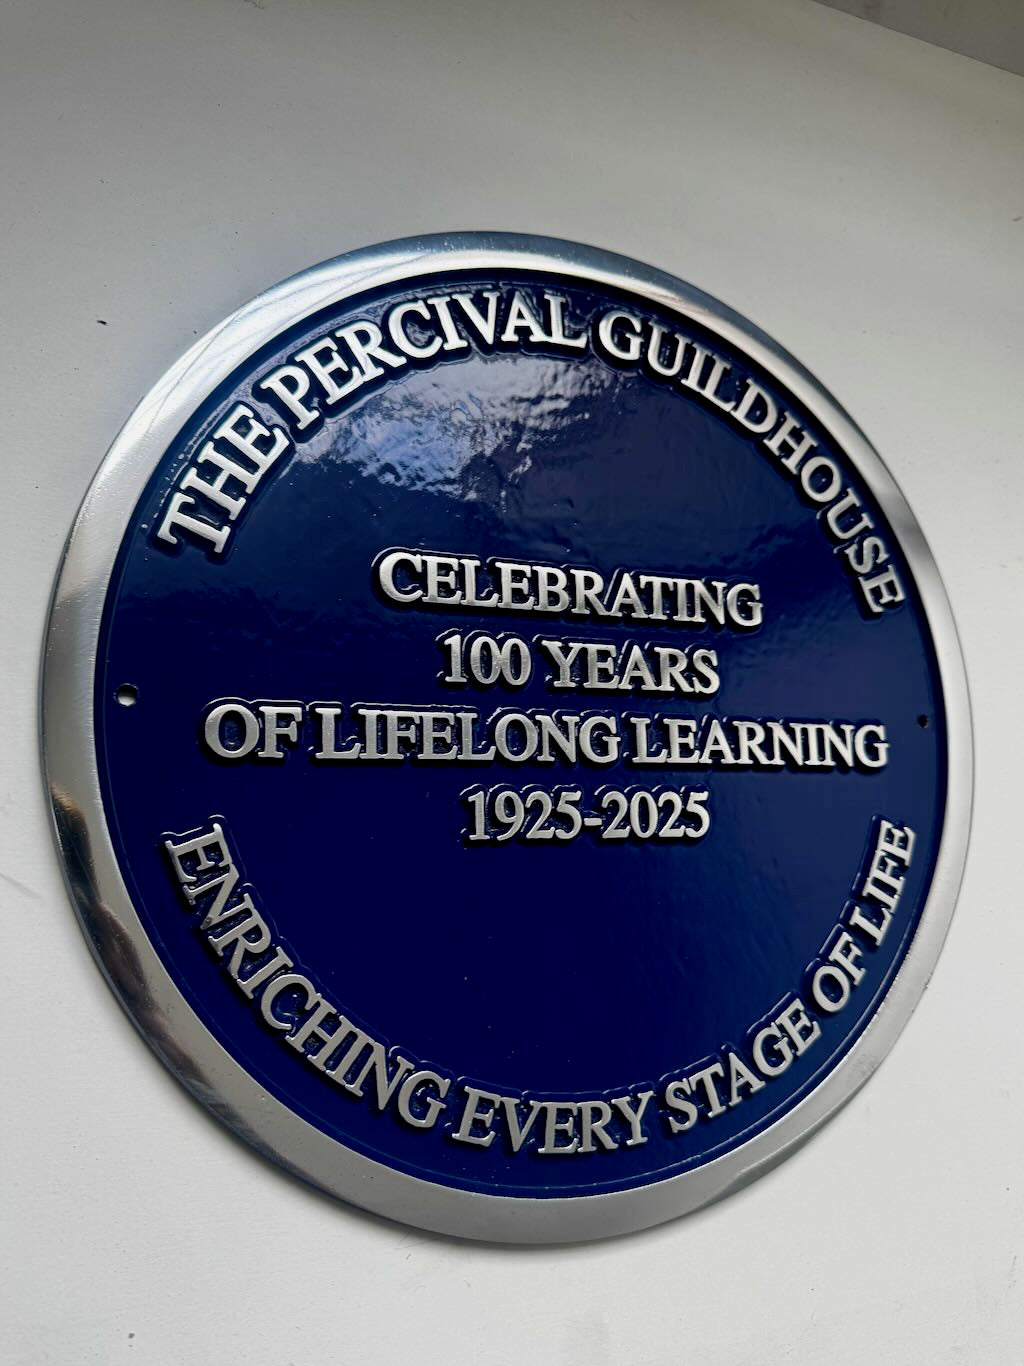 THE PERCIVAL GUILDHOUSE
CELEBRATING
100 YEARS
OF LIFELONG LEARNING
1925-2025
ENRICHING EVERY STAGE OF LIFE